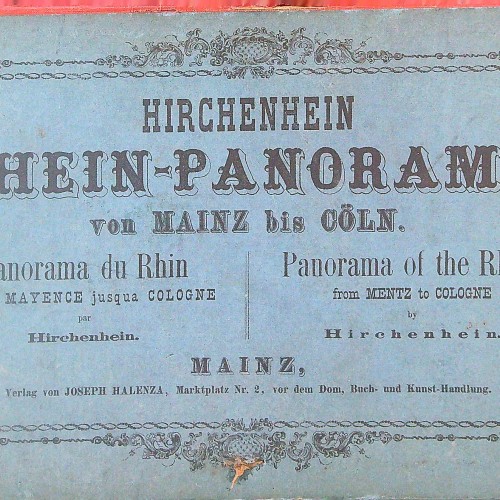 HIRCHENHEIN
HEIN-PANORAM
von MAINZ bis CÖLN.
anorama du Rhin
MAYENCE jusqua COLOGNE
par
Hirchenhein.
Panorama of the Rh
from MENTZ to COLOGNE
by
Hirchenhein.
MAINZ,
Verlag von JOSEPH HALENZA, Marktplatz Nr. 2, vor dem Dom, Buch- und Kunst-Handlung.